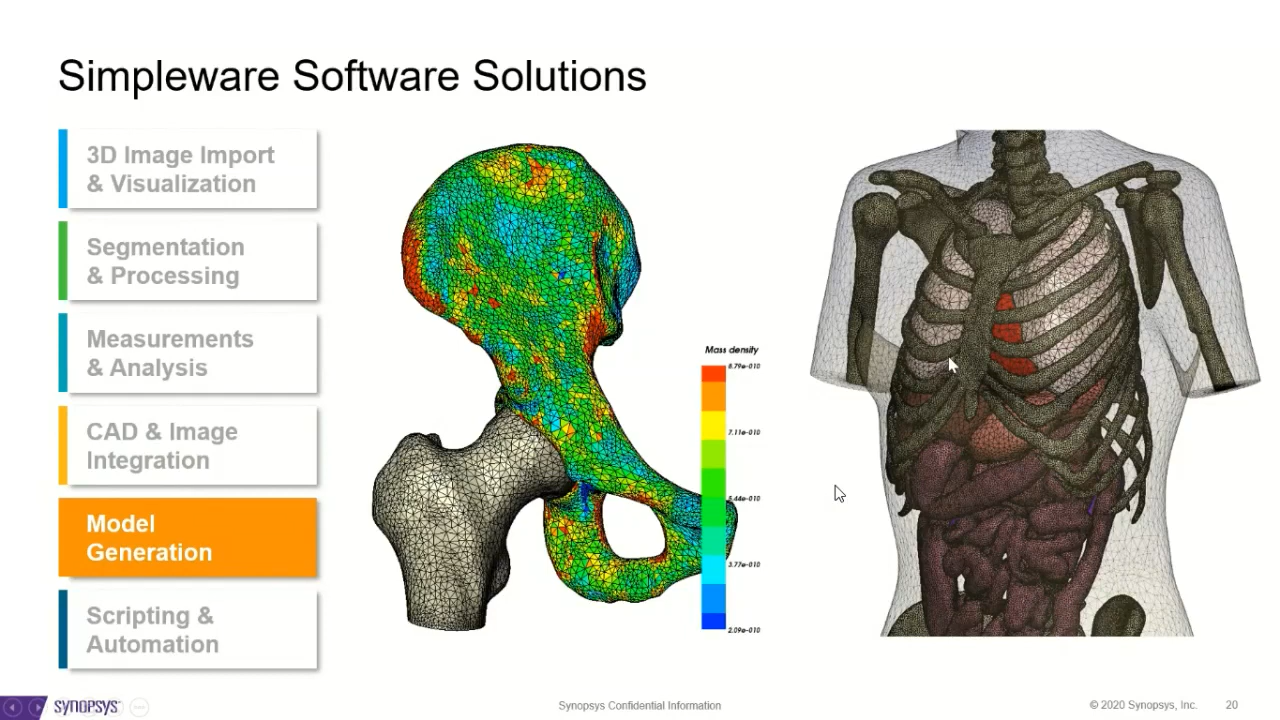 Simpleware Software Solutions
3D Image Import
& Visualization
Segmentation
& Processing
Measurements
& Analysis
CAD & Image
Integration
Model
Generation
Scripting &
Automation
Mass density
8.79e-010
7.11e-010
5.44e-010
3.77e-010
2.09e-010
SYNOPSYS
Synopsys Confidential Information
© 2020 Synopsys, Inc.
20